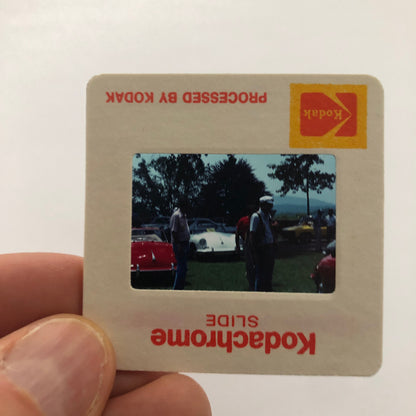 Kodachrome
SLIDE
Kodak
PROCESSED BY KODAK